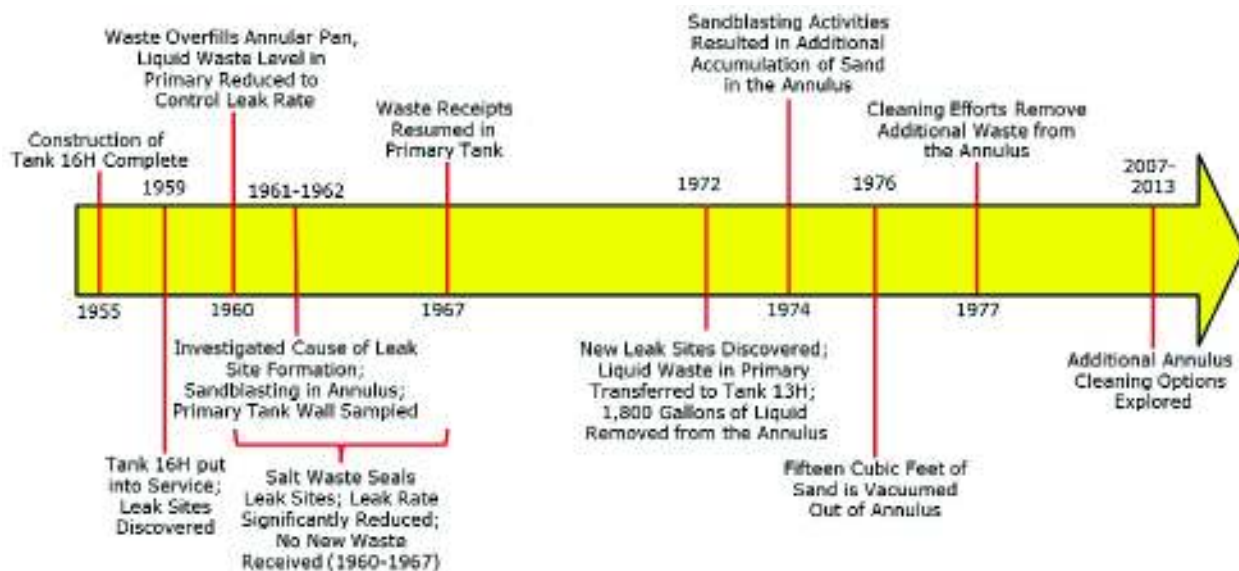 Waste Overfills Annular Pan,
Liquid Waste Level in
Primary Reduced to
Control Leak Rate
Sandblasting Activities
Resulted in Additional
Accumulation of Sand
in the Annulus
Waste Receipts
Resumed in
Primary Tank
Cleaning Efforts Remove
Additional Waste from
the Annulus
Construction of
Tank 16H Complete
1959
1961-1962
1972
1976
2007-
2013
1955
1960
1967
1974
1977
Investigated Cause of Leak
Site Formation;
Sandblasting in Annulus;
Primary Tank Wall Sampled
New Leak Sites Discovered;
Liquid Waste in Primary
Transferred to Tank 13H;
1,800 Gallons of Liquid
Removed from the Annulus
Additional Annulus
Cleaning Options
Explored
Tank 16H put
into Service;
Leak Sites
Discovered
Salt Waste Seals
Leak Sites; Leak Rate
Significantly Reduced;
No New Waste
Received (1960-1967)
Fifteen Cubic Feet of
Sand is Vacuumed
Out of Annulus